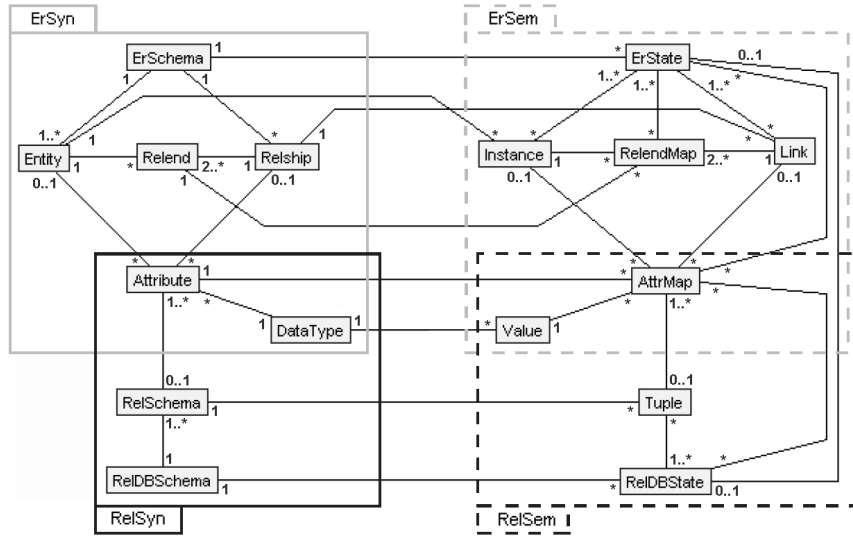 ErSyn
ErSem
ErSchema 1 * ErState 0..1
1 1 1..* 1..* 1..* *
1..* 1 * 1 * * * *
Entity 1 * Relend 2..* 1 Relship Instance 1 * RelendMap 2..* 1 Link
0..1 1 0..1 0..1 * 0..1
* * * * *
Attribute 1 * AttrMap *
1..* * * 1..* *
1 DataType 1 * Value 1
0..1 0..1
RelSchema 1 * Tuple
1..* *
1 1..* *
RelDBSchema 1 * RelDBState 0..1
RelSyn
RelSem